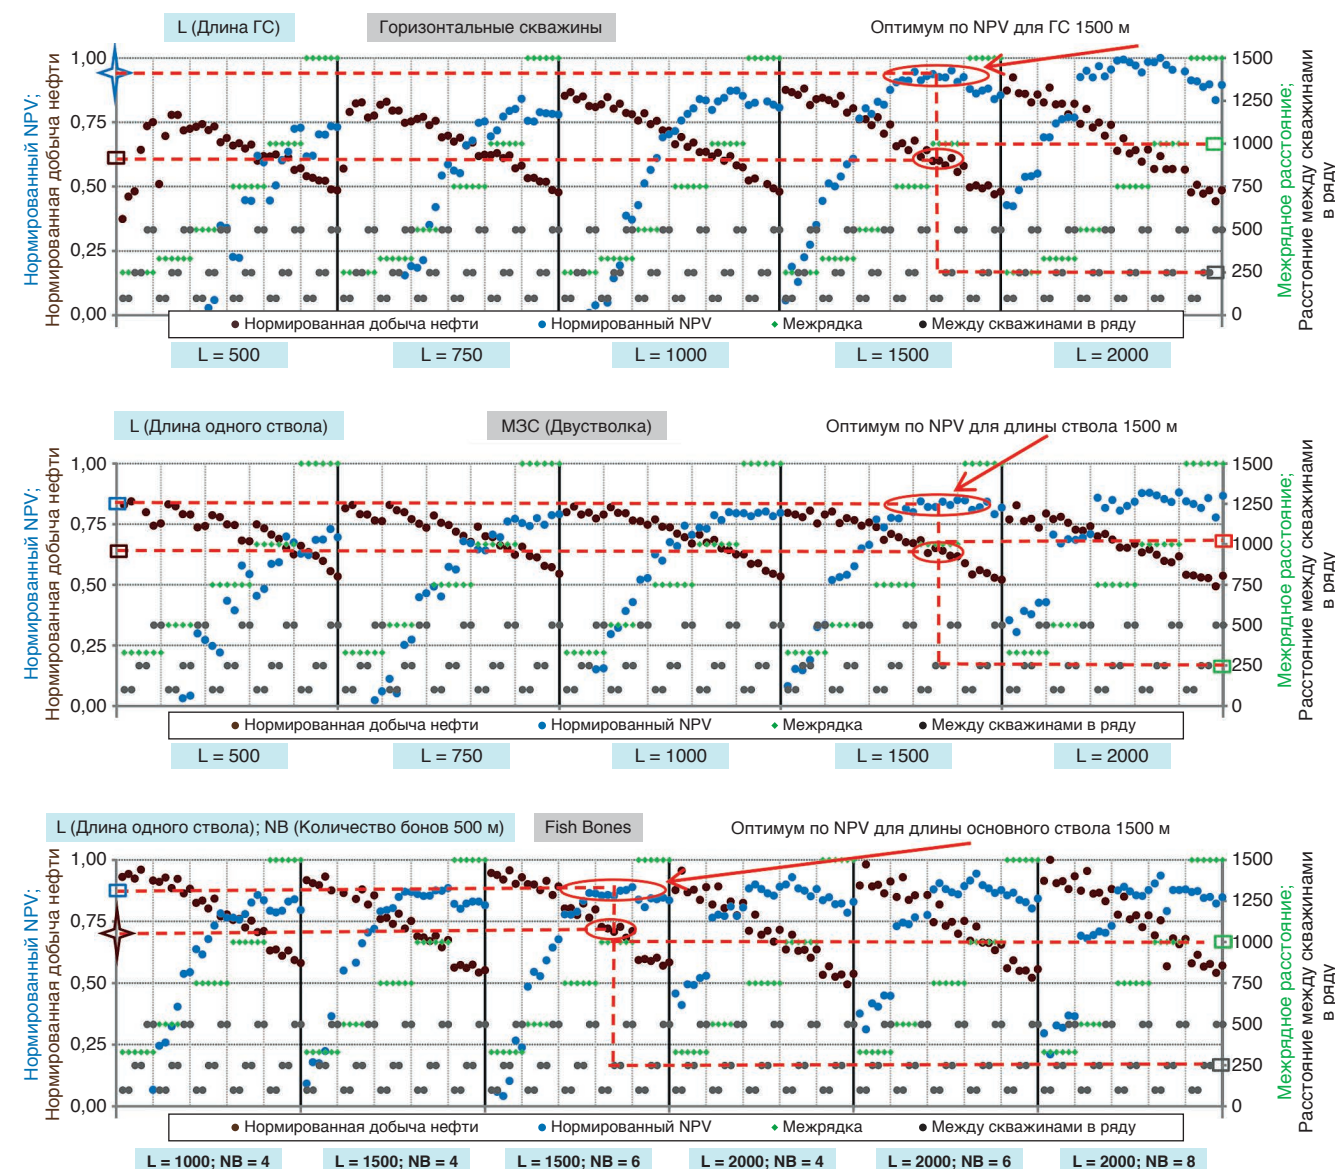 L (Длина ГС)
Горизонтальные скважины
Оптимум по NPV для ГС 1500 м
Нормированный NPV;
Нормированная добыча нефти
1,00
0,75
0,50
0,25
0,00
1500
1250
1000
750
500
250
0
Межрядное расстояние;
Расстояние между скважинами
в ряду
Нормированная добыча нефти
Нормированный NPV
Межрядка
Между скважинами в ряду
L = 500
L = 750
L = 1000
L = 1500
L = 2000
L (Длина одного ствола)
МЗС (Двустволка)
Оптимум по NPV для длины ствола 1500 м
Нормированный NPV;
Нормированная добыча нефти
1,00
0,75
0,50
0,25
0,00
1500
1250
1000
750
500
250
0
Межрядное расстояние;
Расстояние между скважинами
в ряду
Нормированная добыча нефти
Нормированный NPV
Межрядка
Между скважинами в ряду
L = 500
L = 750
L = 1000
L = 1500
L = 2000
L (Длина одного ствола); NB (Количество бонов 500 м)
Fish Bones
Оптимум по NPV для длины основного ствола 1500 м
Нормированный NPV;
Нормированная добыча нефти
1,00
0,75
0,50
0,25
0,00
1500
1250
1000
750
500
250
0
Межрядное расстояние;
Расстояние между скважинами
в ряду
Нормированная добыча нефти
Нормированный NPV
Межрядка
Между скважинами в ряду
L = 1000; NB = 4
L = 1500; NB = 4
L = 1500; NB = 6
L = 2000; NB = 4
L = 2000; NB = 6
L = 2000; NB = 8